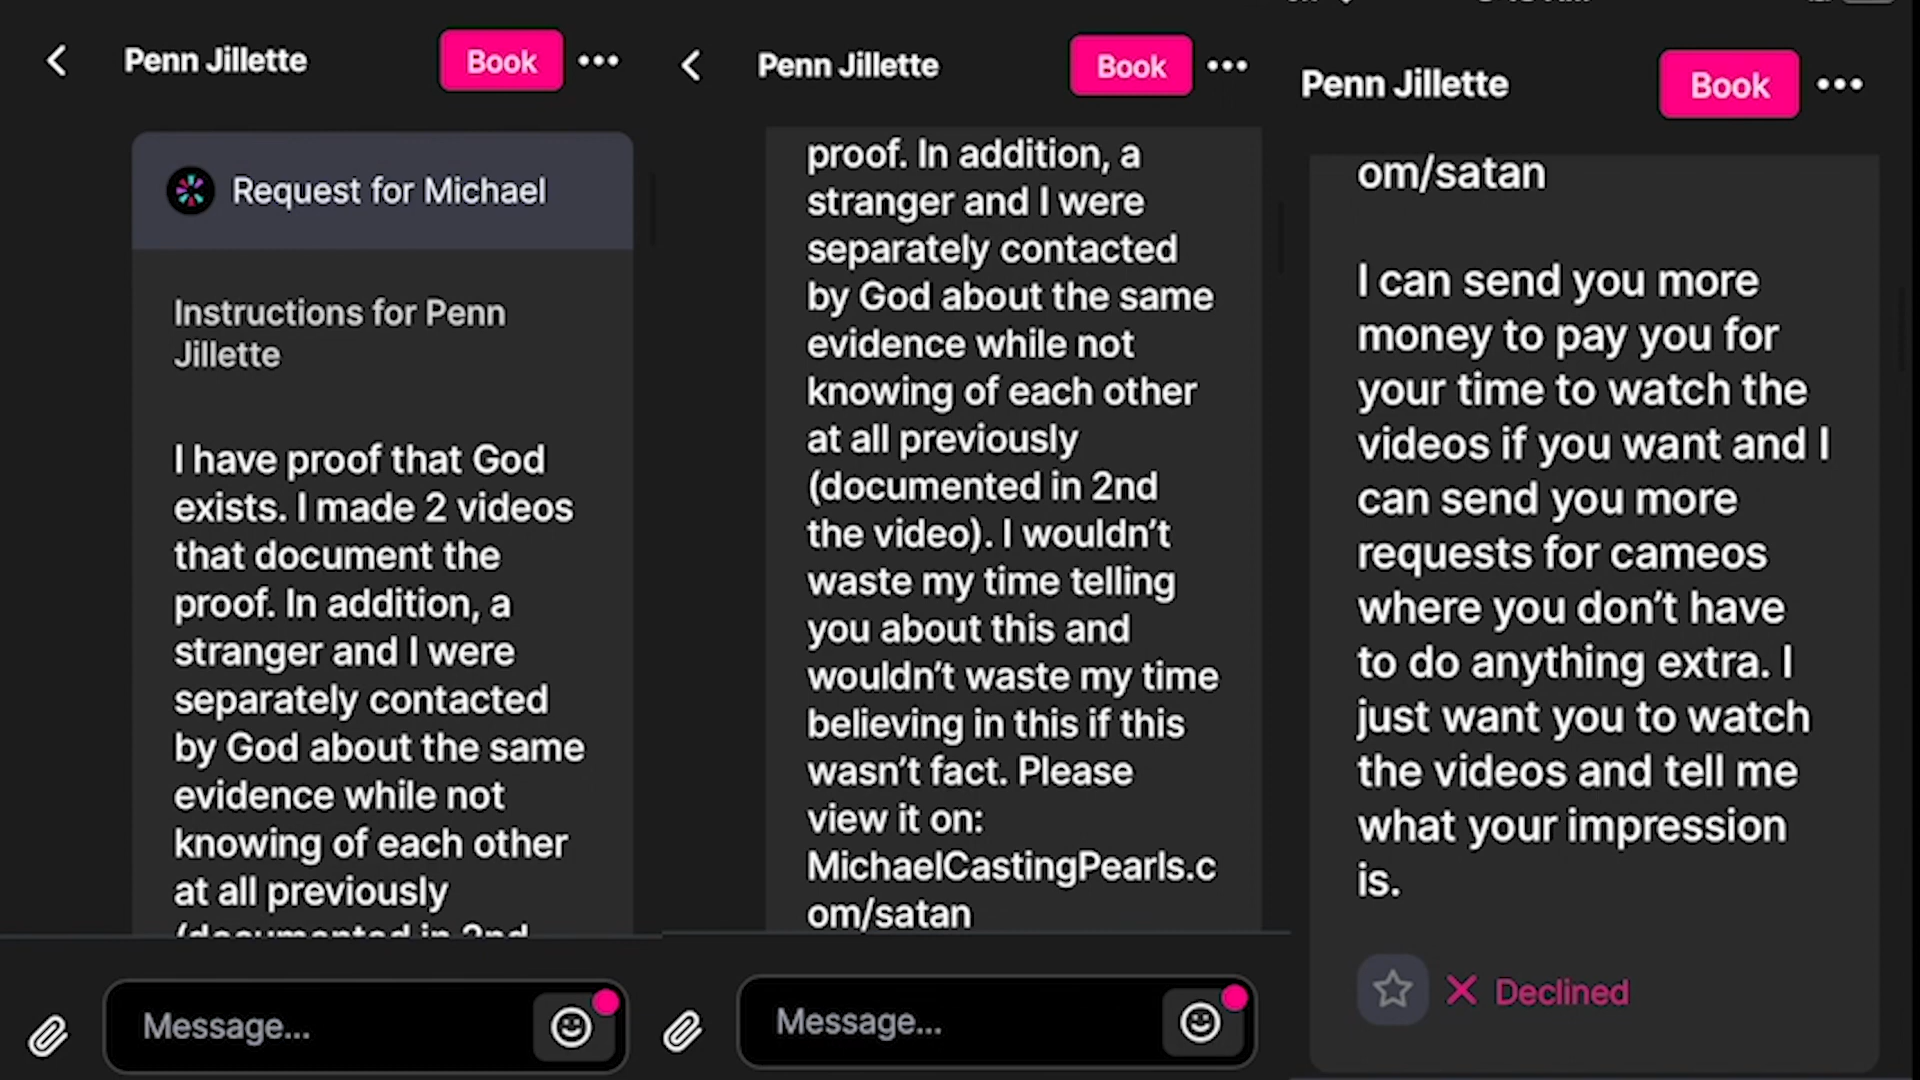 Penn Jillette
Book
Request for Michael
Instructions for Penn
Jillette
I have proof that God
exists. I made 2 videos
that document the
proof. In addition, a
stranger and I were
separately contacted
by God about the same
evidence while not
knowing of each other
at all previously
(documented in 2nd
Message...
Penn Jillette
Book
proof. In addition, a
stranger and I were
separately contacted
by God about the same
evidence while not
knowing of each other
at all previously
(documented in 2nd
the video). I wouldn't
waste my time telling
you about this and
wouldn't waste my time
believing in this if this
wasn't fact. Please
view it on:
MichaelCastingPearls.c
om/satan
Message...
Penn Jillette
Book
om/satan
I can send you more
money to pay you for
your time to watch the
videos if you want and I
can send you more
requests for cameos
where you don't have
to do anything extra. I
just want you to watch
the videos and tell me
what your impression
is.
Declined